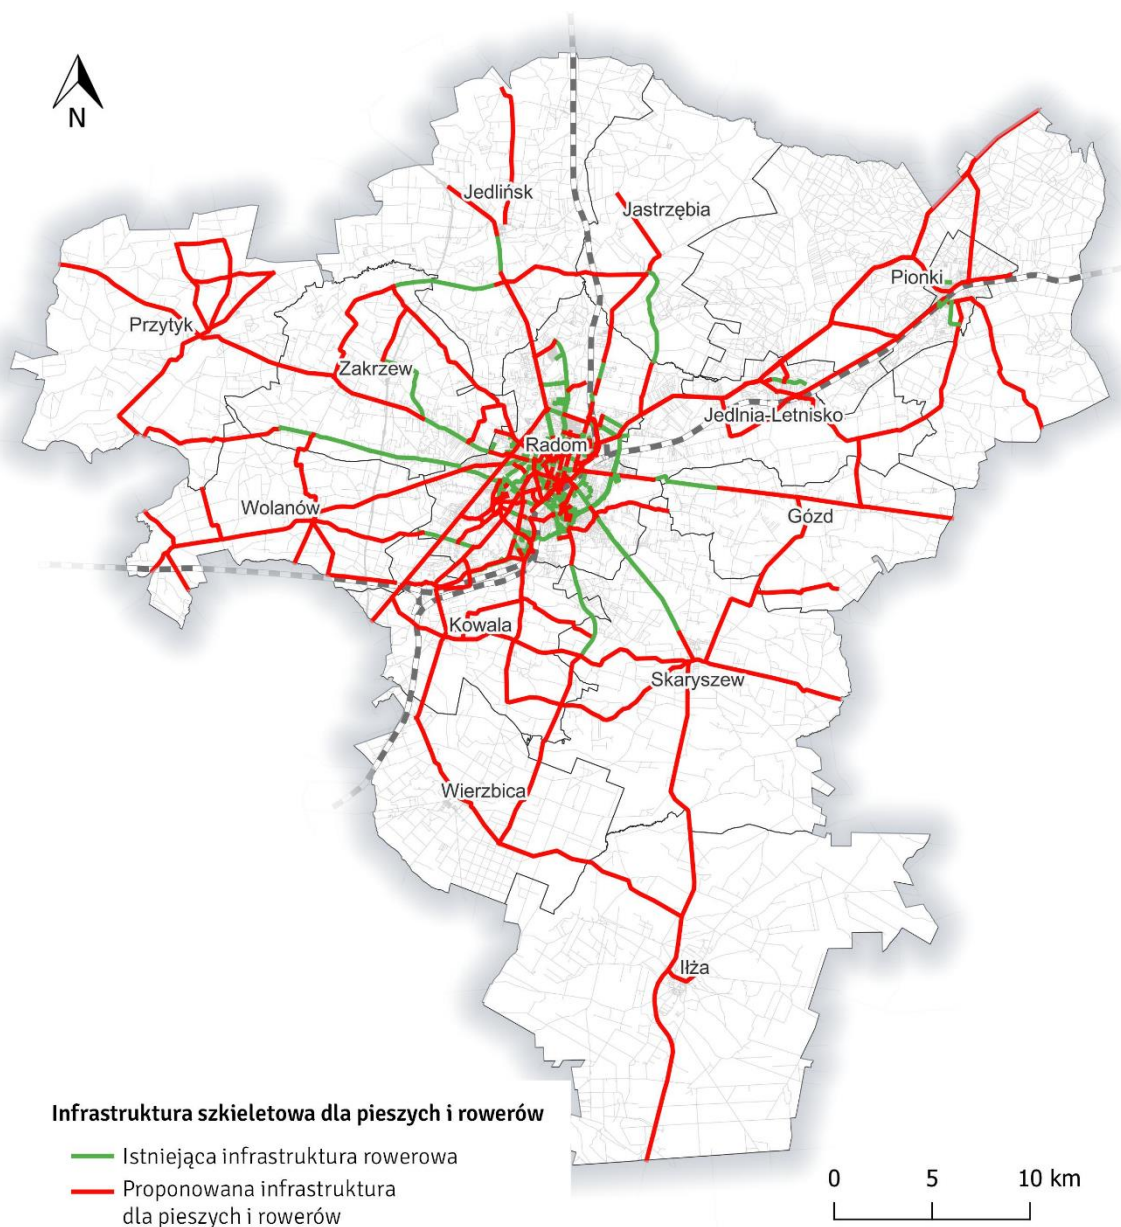 N
Jedlińsk
Jastrzębia
Pionki
Przytyk
Zakrzew
Jedlnia-Letnisko
Radom
Wolanów
Gózd
Kowala
Skaryszew
Wierzbica
Iłża
Infrastruktura szkieletowa dla pieszych i rowerów
Istniejąca infrastruktura rowerowa
Proponowana infrastruktura
dla pieszych i rowerów
0 5 10 km